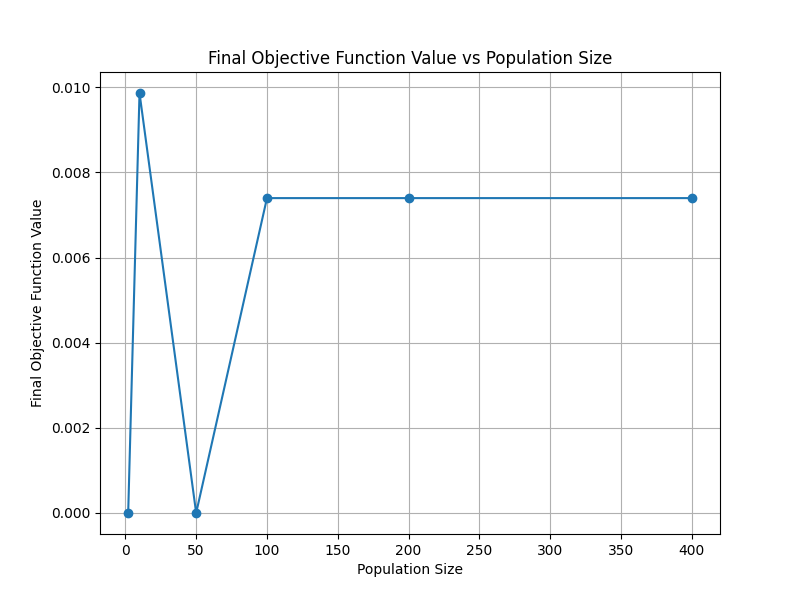 Final Objective Function Value vs Population Size
Final Objective Function Value
0.010
0.008
0.006
0.004
0.002
0.000
0 50 100 150 200 250 300 350 400
Population Size